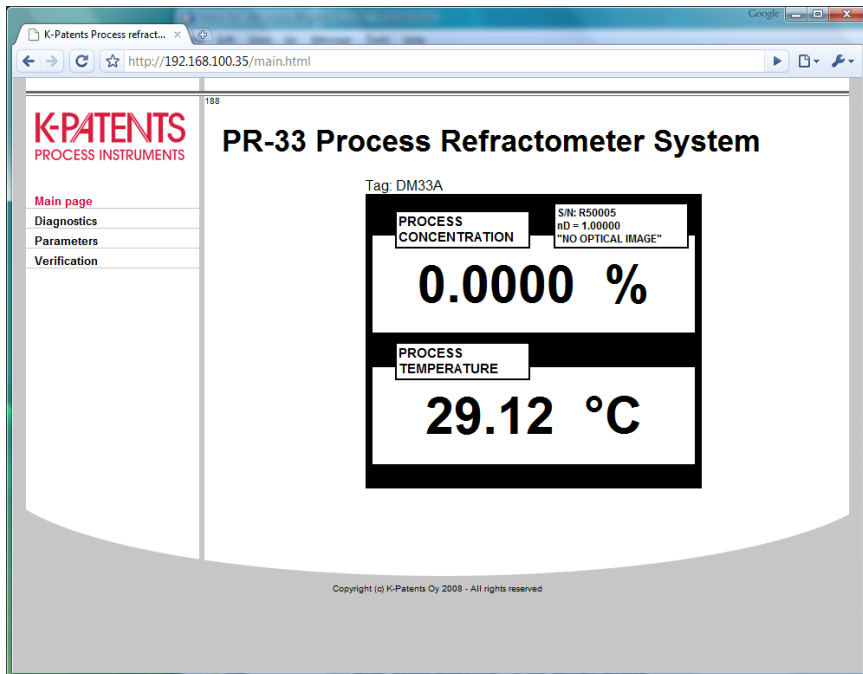 Google
K-Patents Process refract...
http://192.168.100.35/main.html
188
K-PATENTS
PROCESS INSTRUMENTS
PR-33 Process Refractometer System
Main page
Diagnostics
Parameters
Verification
Tag: DM33A
PROCESS
CONCENTRATION
S/N: R50005
nD = 1.00000
"NO OPTICAL IMAGE"
0.0000 %
PROCESS
TEMPERATURE
29.12 °C
Copyright (c) K-Patents Oy 2008 - All rights reserved